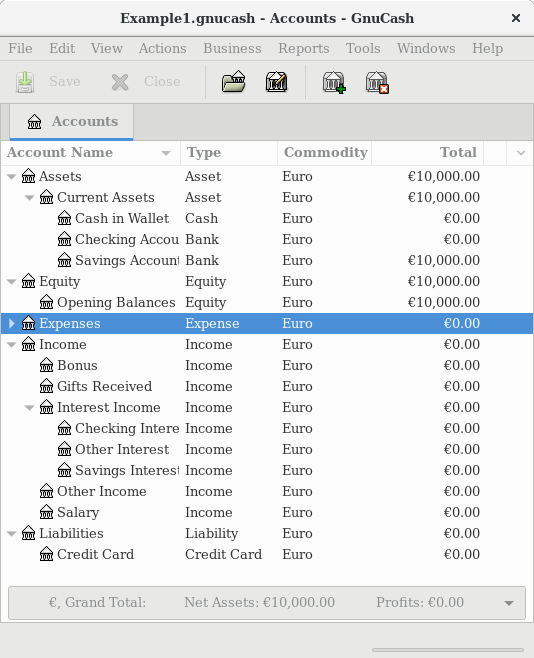 Example1.gnucash - Accounts - GnuCash
File Edit View Actions Business Reports Tools Windows Help
Save Close
Accounts
Account Name Type Commodity Total
Assets Asset Euro €10,000.00
Current Assets Asset Euro €10,000.00
Cash in Wallet Cash Euro €0.00
Checking Accou Bank Euro €0.00
Savings Account Bank Euro €10,000.00
Equity Equity Euro €10,000.00
Opening Balances Equity Euro €10,000.00
Expenses Expense Euro €0.00
Income Income Euro €0.00
Bonus Income Euro €0.00
Gifts Received Income Euro €0.00
Interest Income Income Euro €0.00
Checking Intere Income Euro €0.00
Other Interest Income Euro €0.00
Savings Interest Income Euro €0.00
Other Income Income Euro €0.00
Salary Income Euro €0.00
Liabilities Liability Euro €0.00
Credit Card Credit Card Euro €0.00
€, Grand Total: Net Assets: €10,000.00 Profits: €0.00